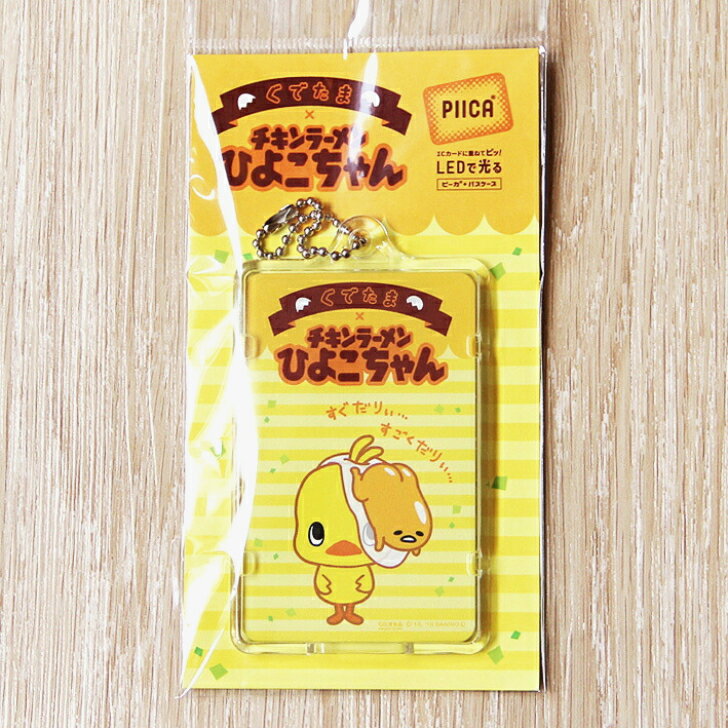 ぐでたま
×
チキンラーメン
ひよこちゃん
PIICA
ICカードに重ねてピッ!
LEDで光る
ピーカ+パスケース
ぐでたま
×
チキンラーメン
ひよこちゃん
すぐだりぃ…
すごくだりぃ…